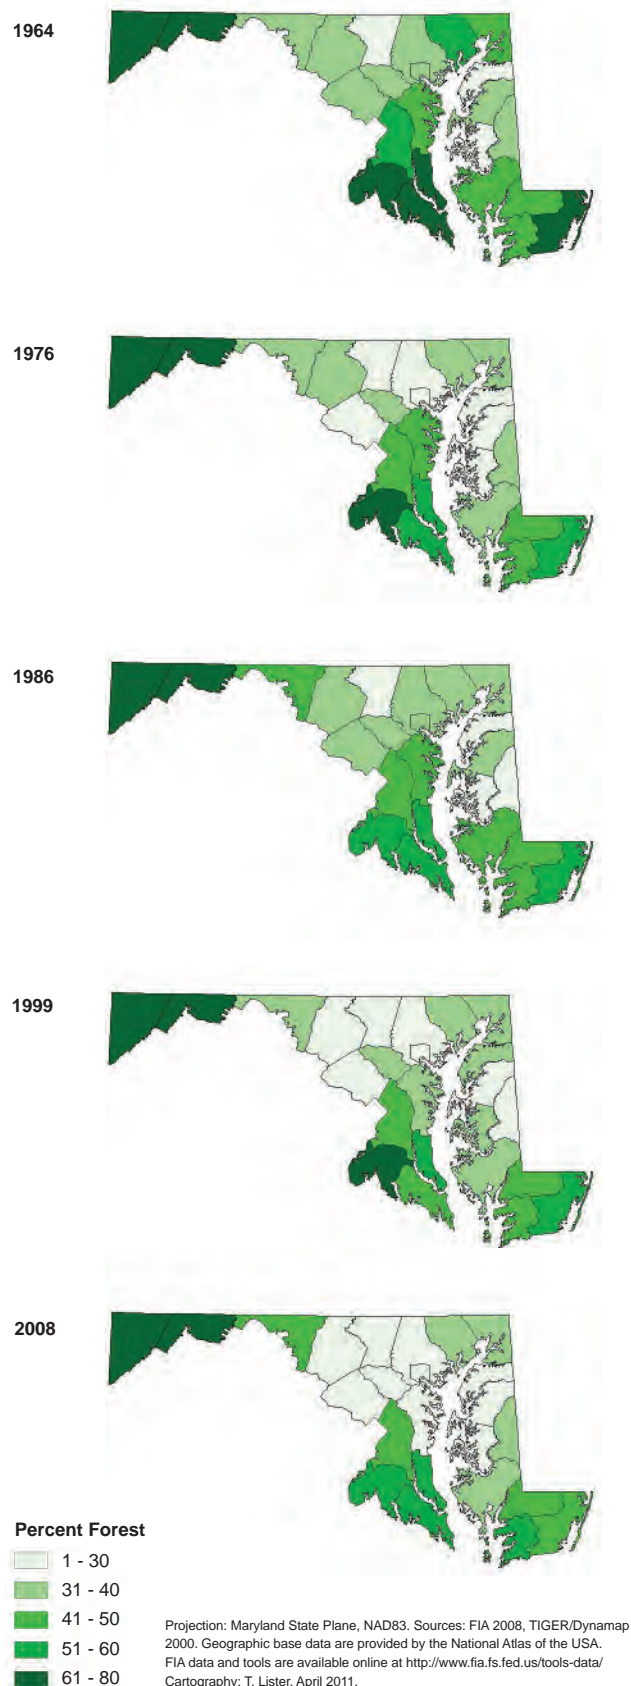 1964
1976
1986
1999
2008
Percent Forest
1 - 30
31 - 40
41 - 50
51 - 60
61 - 80
Projection: Maryland State Plane, NAD83. Sources: FIA 2008, TIGER/Dynamap
2000. Geographic base data are provided by the National Atlas of the USA.
FIA data and tools are available online at http://www.fia.fs.fed.us/tools-data/
Cartography: T. Lister, April 2011.